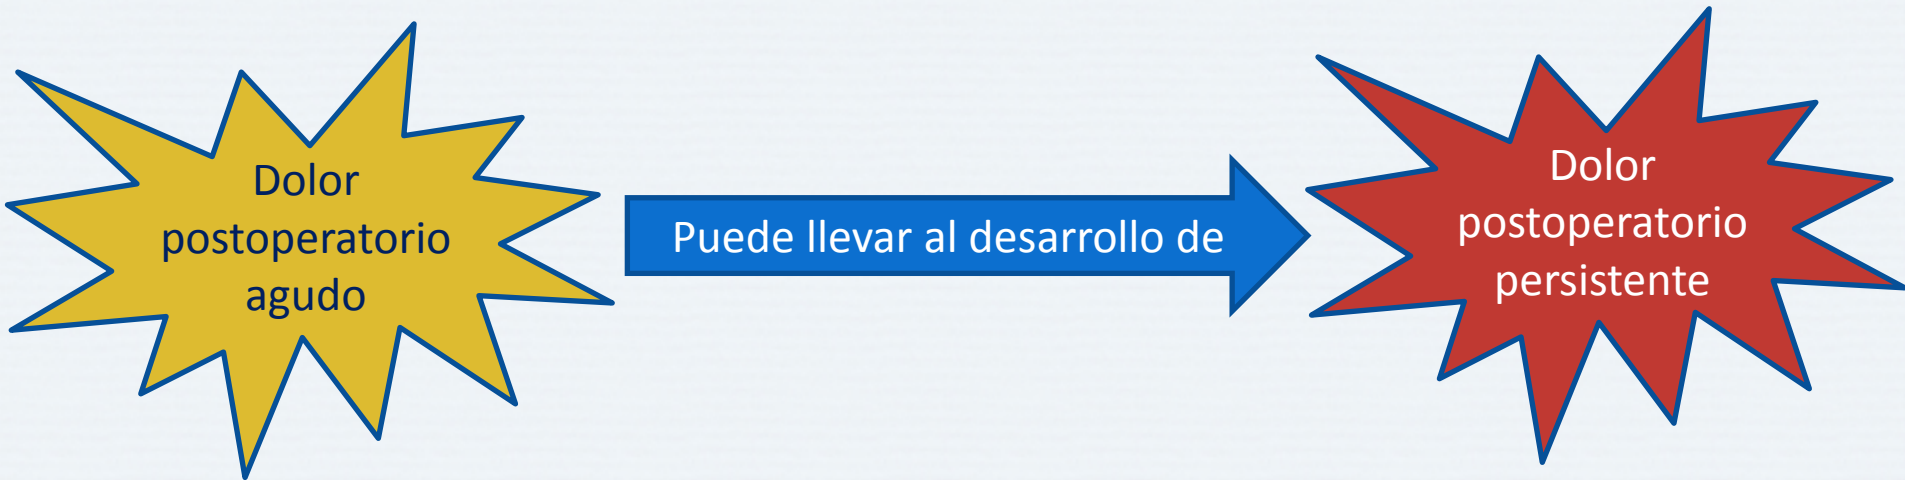 Dolor
postoperatorio
agudo
Puede llevar al desarrollo de
Dolor
postoperatorio
persistente